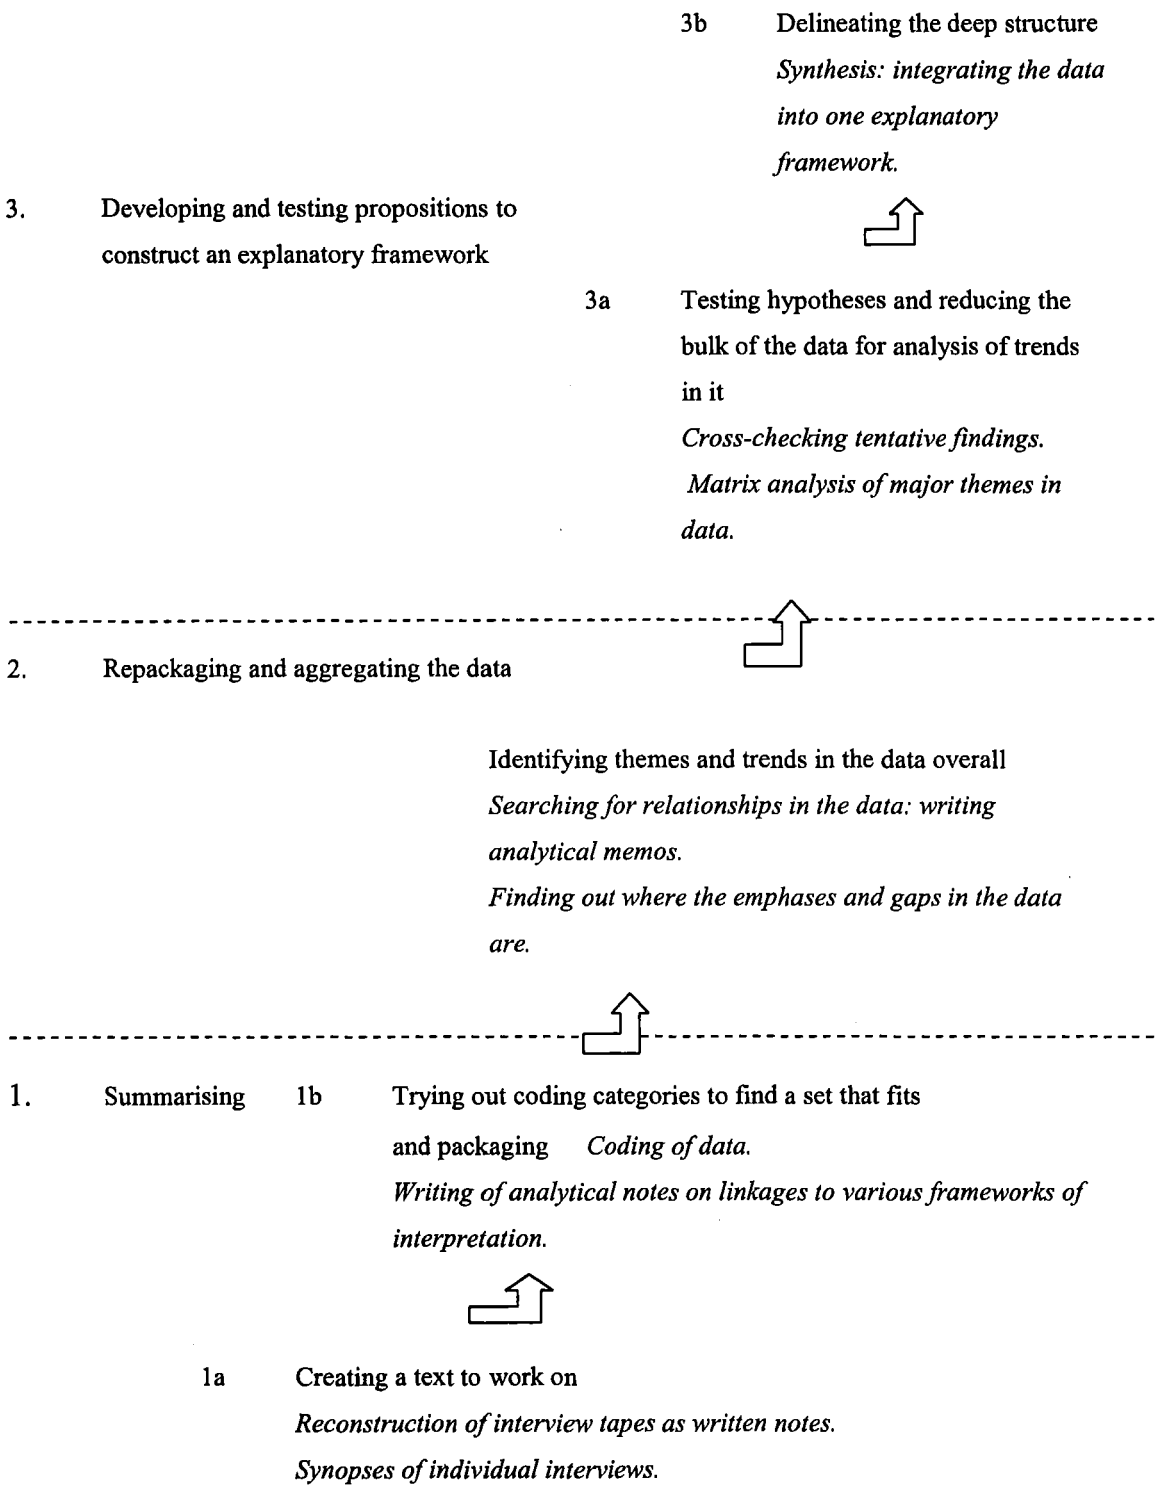 3b Delineating the deep structure
Synthesis: integrating the data
into one explanatory
framework.
3. Developing and testing propositions to
construct an explanatory framework
3a Testing hypotheses and reducing the
bulk of the data for analysis of trends
in it
Cross-checking tentative findings.
Matrix analysis of major themes in
data.
2. Repackaging and aggregating the data
Identifying themes and trends in the data overall
Searching for relationships in the data: writing
analytical memos.
Finding out where the emphases and gaps in the data
are.
1. Summarising 1b Trying out coding categories to find a set that fits
and packaging Coding of data.
Writing of analytical notes on linkages to various frameworks of
interpretation.
1a Creating a text to work on
Reconstruction of interview tapes as written notes.
Synopses of individual interviews.